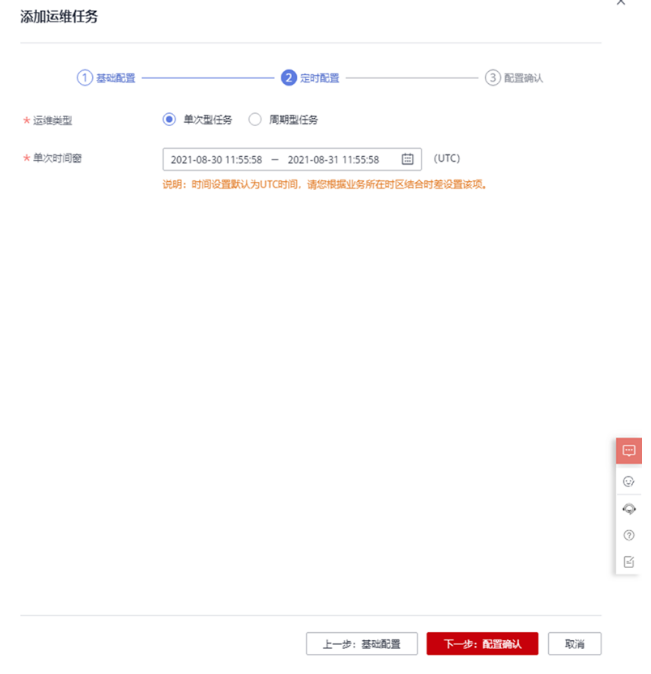 添加运维任务
1 基础配置 2 定时配置 3 配置确认
* 运维类型 单次型任务 周期型任务
* 单次时间窗 2021-08-30 11:55:58 – 2021-08-31 11:55:58 (UTC)
说明：时间设置默认为UTC时间，请您根据业务所在时区结合时差设置该项。
上一步：基础配置 下一步：配置确认 取消